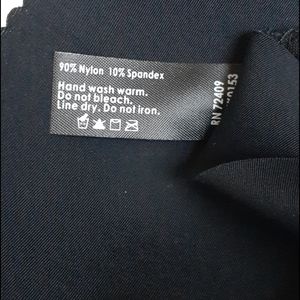 90% Nylon 10% Spandex
Hand wash warm.
Do not bleach.
Line dry. Do not iron.
RN 72409